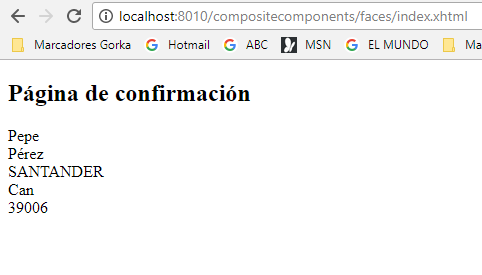 localhost:8010/compositecomponents/faces/index.xhtml
Marcadores Gorka Hotmail ABC MSN EL MUNDO Ma
Página de confirmación
Pepe
Pérez
SANTANDER
Can
39006